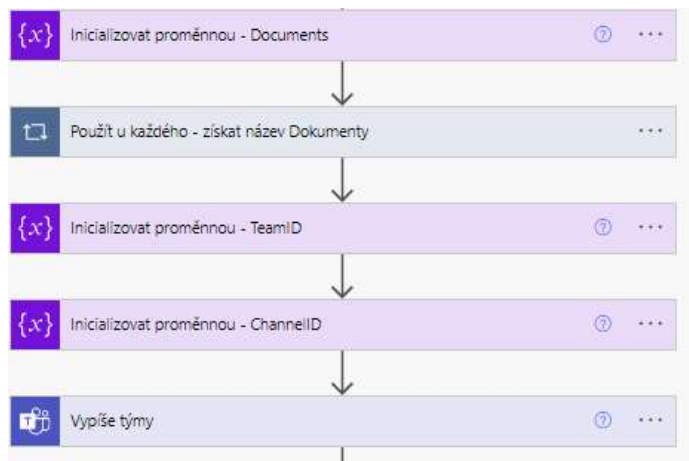 {x} Inicializovat proměnnou - Documents
Použít u každého - získat název Dokumenty
{x} Inicializovat proměnnou - TeamID
{x} Inicializovat proměnnou - ChannelID
Vypíše týmy